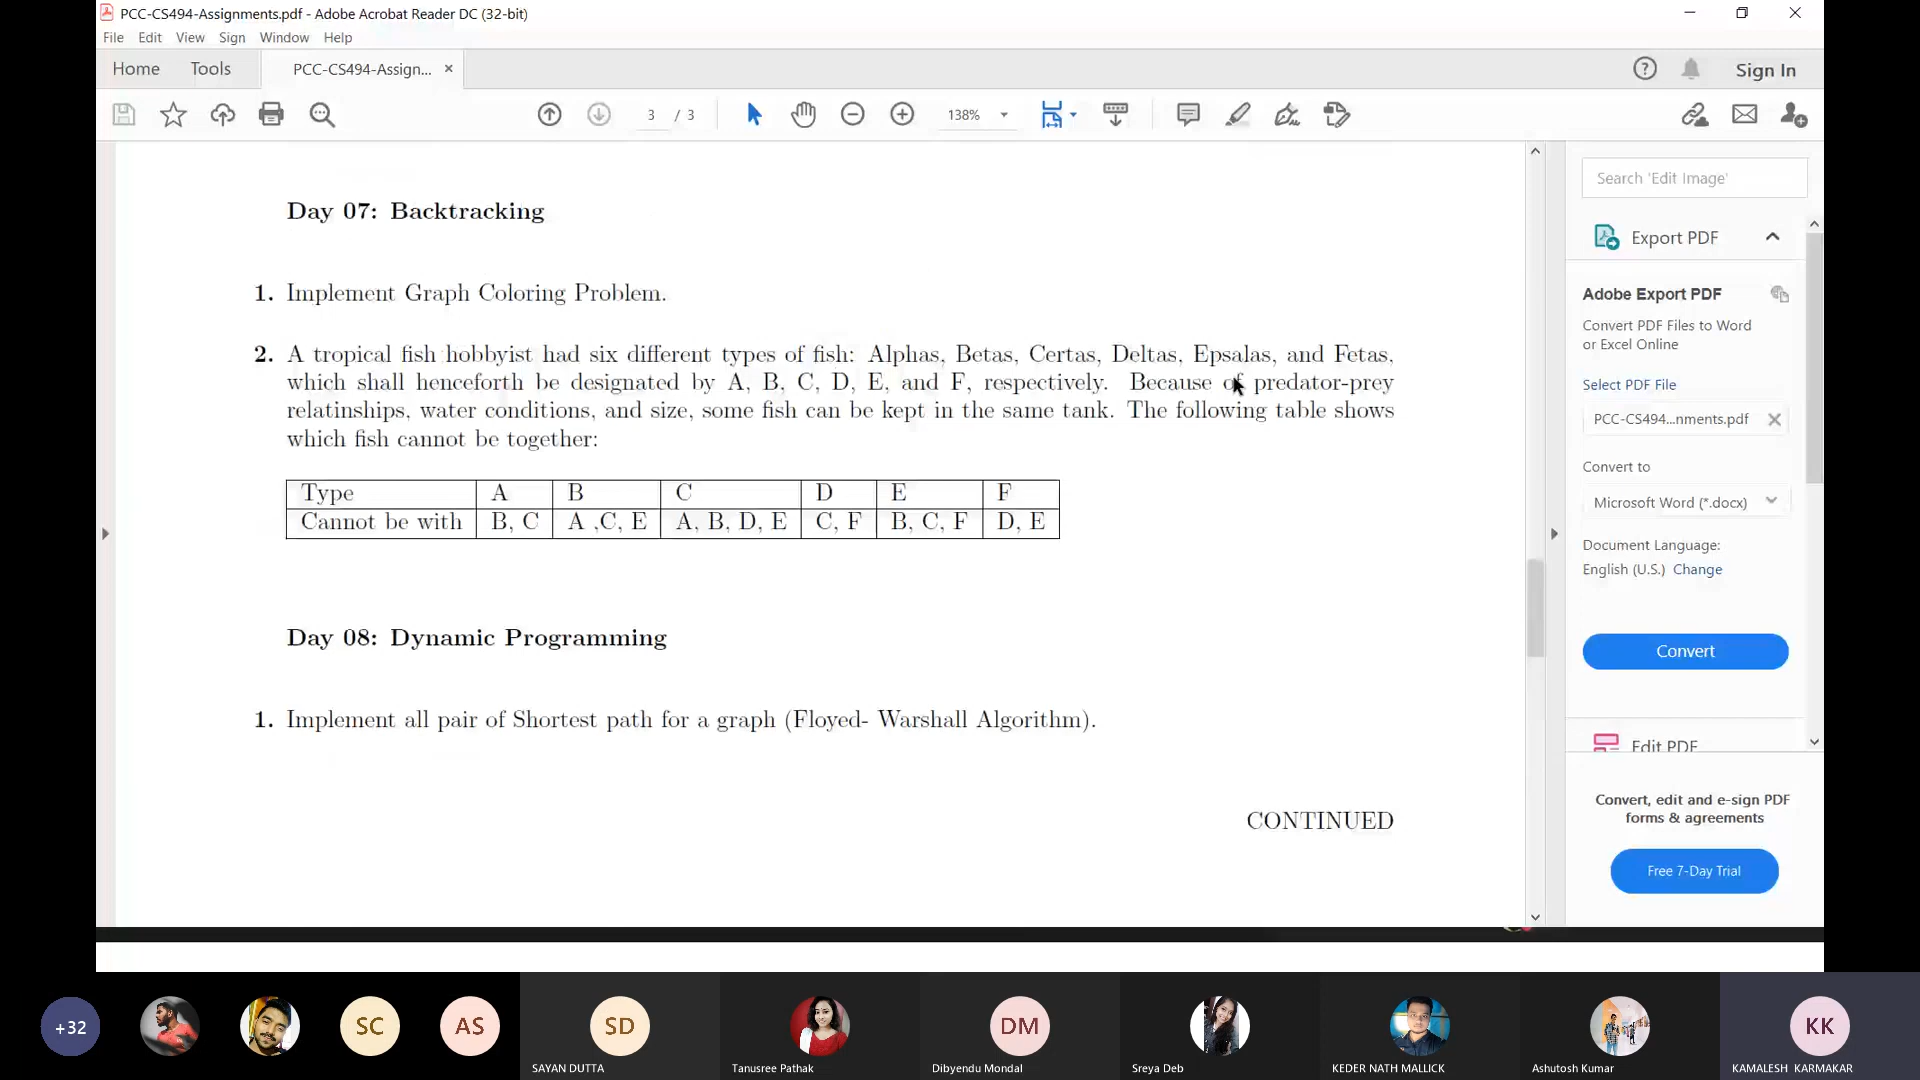 PCC-CS494-Assignments.pdf - Adobe Acrobat Reader DC (32-bit)
File Edit View Sign Window Help
Home Tools PCC-CS494-Assign... × Sign In
3 / 3 138%
Search 'Edit Image'
Export PDF
Adobe Export PDF
Convert PDF Files to Word
or Excel Online
Select PDF File
PCC-CS494...nments.pdf
Convert to
Microsoft Word (*.docx)
Document Language:
English (U.S.) Change
Convert
Edit PDF
Convert, edit and e-sign PDF
forms & agreements
Free 7-Day Trial
Day 07: Backtracking
1. Implement Graph Coloring Problem.
2. A tropical fish hobbyist had six different types of fish: Alphas, Betas, Certas, Deltas, Epsalas, and Fetas,
which shall henceforth be designated by A, B, C, D, E, and F, respectively. Because of predator-prey
relatinships, water conditions, and size, some fish can be kept in the same tank. The following table shows
which fish cannot be together:
Type A B C D E F
Cannot be with B, C A ,C, E A, B, D, E C, F B, C, F D, E
Day 08: Dynamic Programming
1. Implement all pair of Shortest path for a graph (Floyed- Warshall Algorithm).
CONTINUED
+32 SC AS SD DM KK
SAYAN DUTTA Tanusree Pathak Dibyendu Mondal Sreya Deb KEDER NATH MALLICK Ashutosh Kumar KAMALESH KARMAKAR